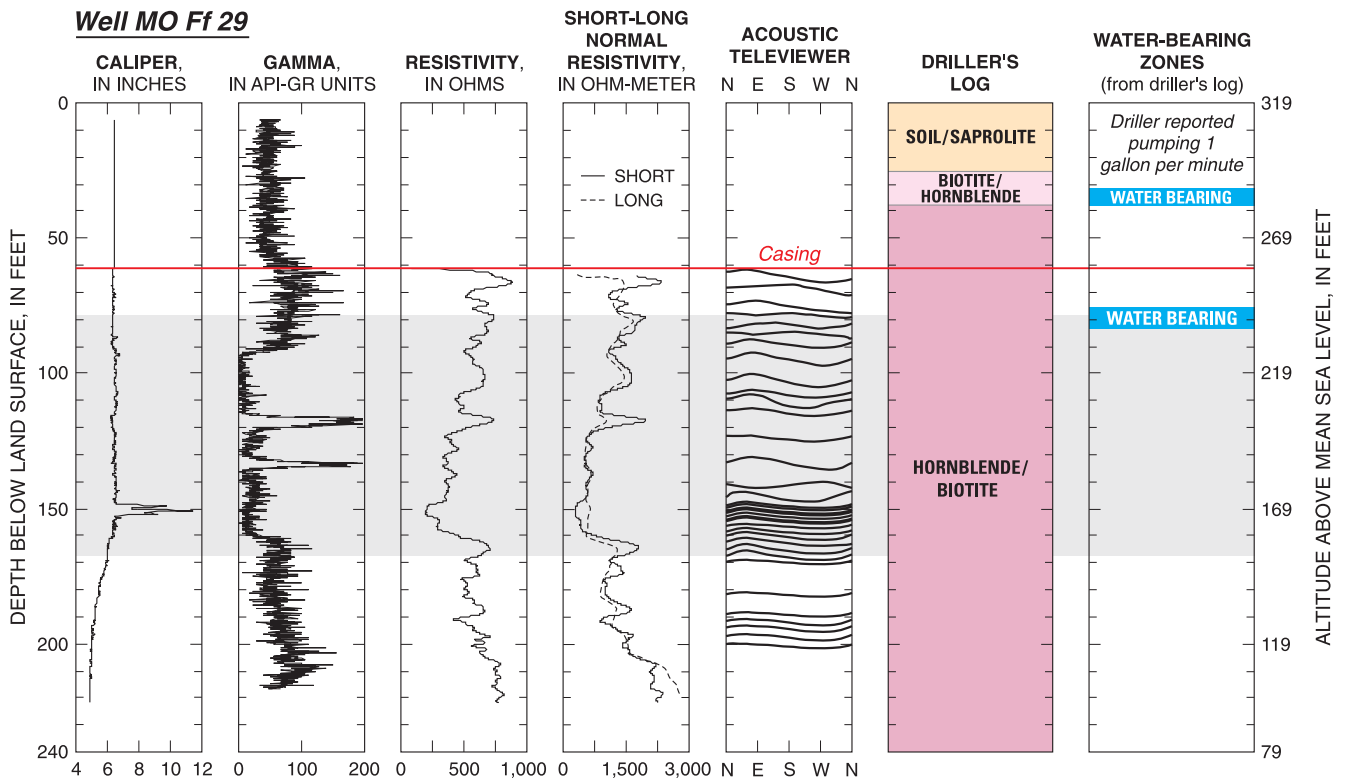 Well MO Ff 29
CALIPER,
IN INCHES
GAMMA,
IN API-GR UNITS
RESISTIVITY,
IN OHMS
SHORT-LONG
NORMAL
RESISTIVITY,
IN OHM-METER
ACOUSTIC
TELEVIEWER
N E S W N
DRILLER'S
LOG
WATER-BEARING
ZONES
(from driller's log)
DEPTH BELOW LAND SURFACE, IN FEET
0
50
100
150
200
240
SHORT
LONG
Casing
SOIL/SAPROLITE
BIOTITE/
HORNBLENDE
HORNBLENDE/
BIOTITE
Driller reported
pumping 1
gallon per minute
WATER BEARING
WATER BEARING
319
269
219
169
119
79
ALTITUDE ABOVE MEAN SEA LEVEL, IN FEET
4 6 8 10 12
0 100 200
0 500 1,000
0 1,500 3,000
N E S W N